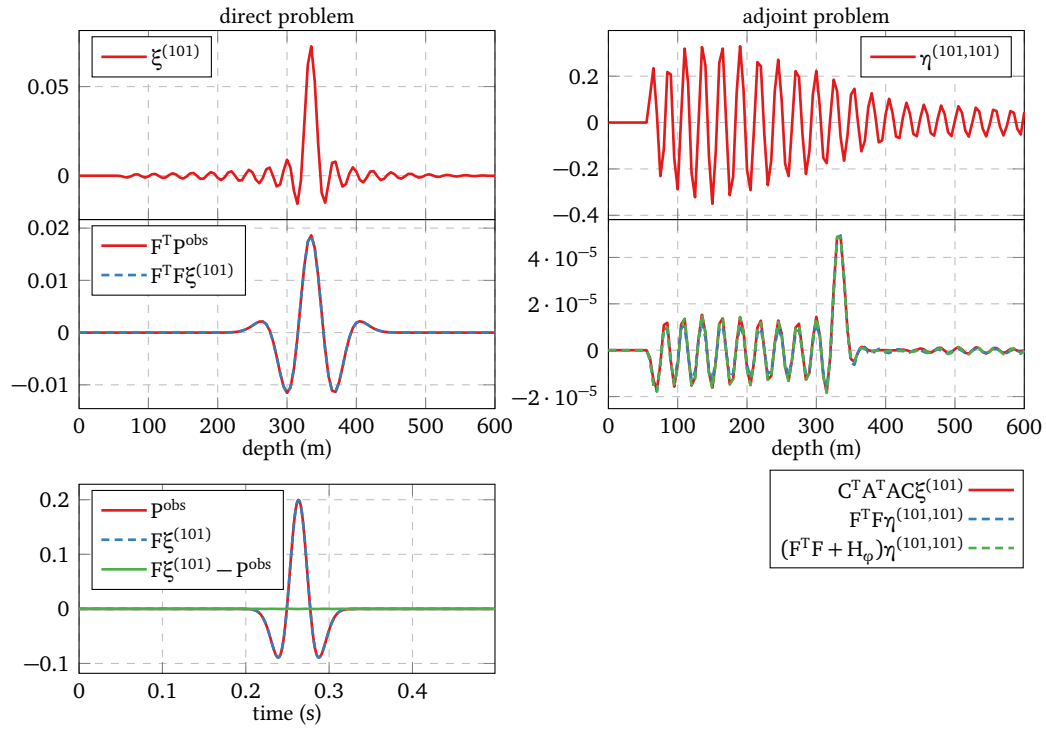 direct problem
ξ^(101)
0.05
0
F^T P^obs
F^T Fξ^(101)
0.02
0.01
0
−0.01
0 100 200 300 400 500 600
depth (m)
P^obs
Fξ^(101)
Fξ^(101) − P^obs
0.2
0.1
0
−0.1
0 0.2 0.2 0.3 0.4
time (s)
adjoint problem
η^(101,101)
0.2
0
−0.2
−0.4
4 · 10^−5
2 · 10^−5
0
−2 · 10^−5
0 100 200 300 400 500 600
depth (m)
C^T A^T ACξ^(101)
F^T Fη^(101,101)
(F^T F + H_φ)η^(101,101)